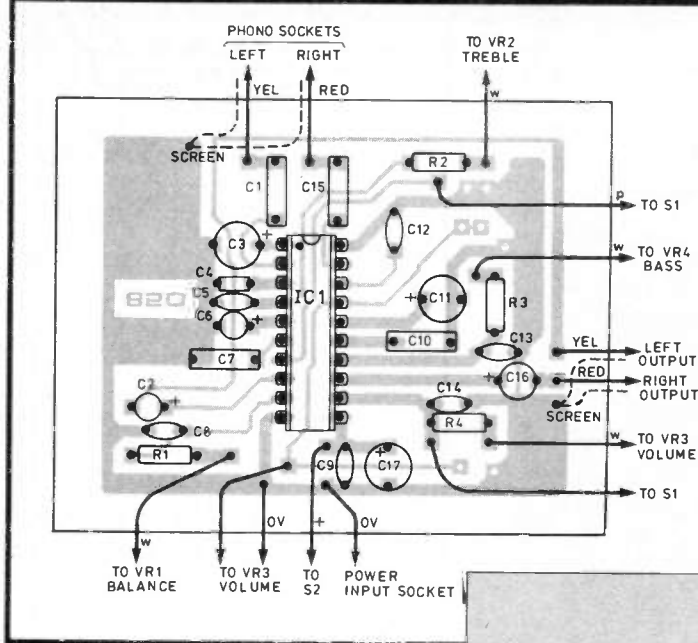 PHONO SOCKETS
LEFT RIGHT
YEL RED
TO VR2
TREBLE
w
SCREEN
R2
C1 C15
p
TO S1
C12
C3 +
w
TO VR4
BASS
C4
IC1
820
C5
C11
+
R3
C6
+
C10
C7
C13
YEL
LEFT
OUTPUT
C16
+
RED
RIGHT
OUTPUT
C2
+
C14
SCREEN
C8
R4
w
TO VR3
VOLUME
R1
C9
C17
+
TO S1
0V + 0V
w
TO VR1
BALANCE
TO VR3
VOLUME
TO
S2
POWER
INPUT SOCKET